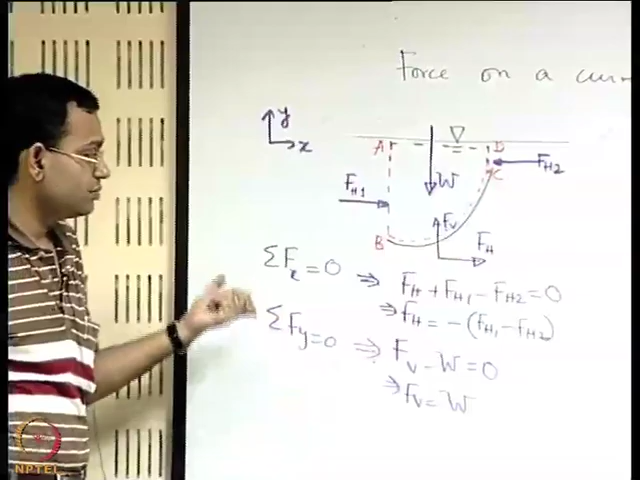 Force on a cur
y
x
A
D
W
C
F_H2
F_H1
F_V
B
F_H
ΣF_x = 0 ⇒ F_H + F_H1 - F_H2 = 0
⇒ F_H = -(F_H1 - F_H2)
ΣF_y = 0 ⇒ F_V - W = 0
⇒ F_V = W
NPTEL